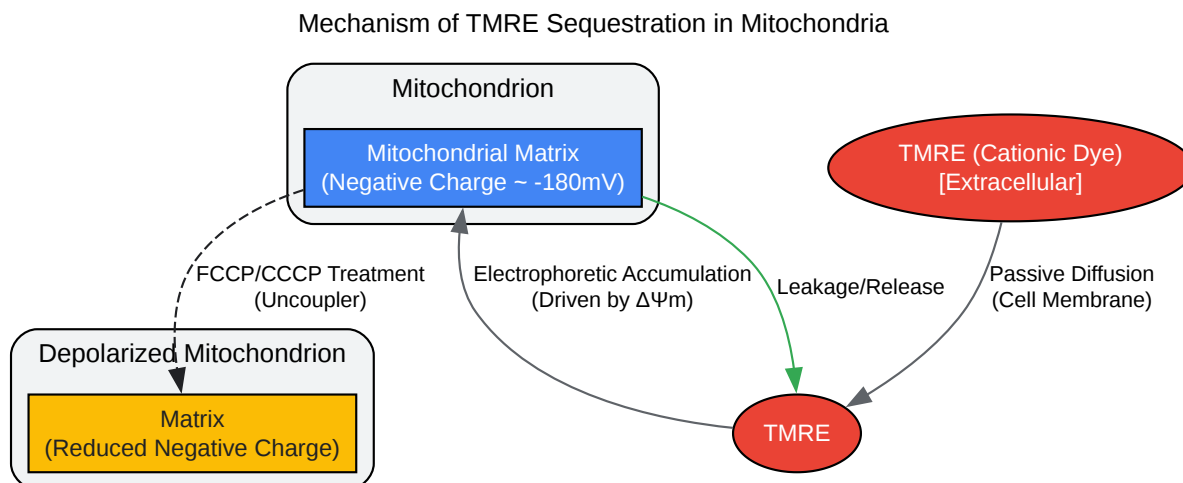 Mechanism of TMRE Sequestration in Mitochondria
Mitochondrion
Mitochondrial Matrix
(Negative Charge ~ -180mV)
TMRE (Cationic Dye)
[Extracellular]
FCCP/CCCP Treatment
(Uncoupler)
Electrophoretic Accumulation
(Driven by ΔΨm)
Leakage/Release
Passive Diffusion
(Cell Membrane)
Depolarized Mitochondrion
Matrix
(Reduced Negative Charge)
TMRE